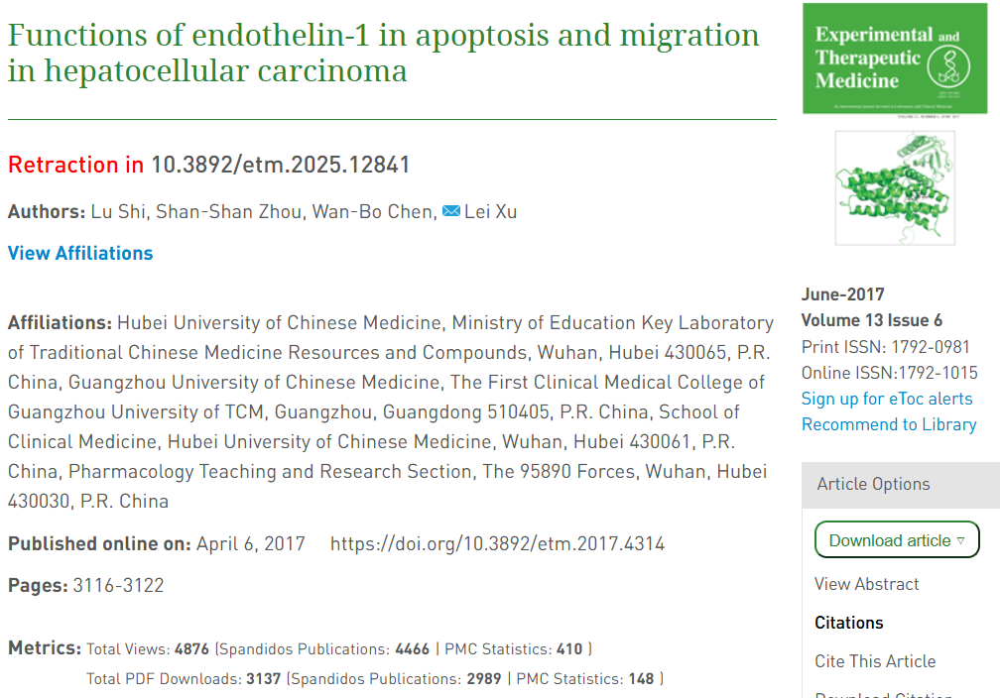 Functions of endothelin-1 in apoptosis and migration
in hepatocellular carcinoma
Retraction in 10.3892/etm.2025.12841
Authors: Lu Shi, Shan-Shan Zhou, Wan-Bo Chen, Lei Xu
View Affiliations
Affiliations: Hubei University of Chinese Medicine, Ministry of Education Key Laboratory
of Traditional Chinese Medicine Resources and Compounds, Wuhan, Hubei 430065, P.R.
China, Guangzhou University of Chinese Medicine, The First Clinical Medical College of
Guangzhou University of TCM, Guangzhou, Guangdong 510405, P.R. China, School of
Clinical Medicine, Hubei University of Chinese Medicine, Wuhan, Hubei 430061, P.R.
China, Pharmacology Teaching and Research Section, The 95890 Forces, Wuhan, Hubei
430030, P.R. China
Published online on: April 6, 2017 https://doi.org/10.3892/etm.2017.4314
Pages: 3116-3122
Metrics: Total Views: 4876 (Spandidos Publications: 4466 | PMC Statistics: 410 )
Total PDF Downloads: 3137 (Spandidos Publications: 2989 | PMC Statistics: 148 )
Experimental and
Therapeutic
Medicine
June-2017
Volume 13 Issue 6
Print ISSN: 1792-0981
Online ISSN:1792-1015
Sign up for eToc alerts
Recommend to Library
Article Options
Download article ▿
View Abstract
Citations
Cite This Article
Download Citation